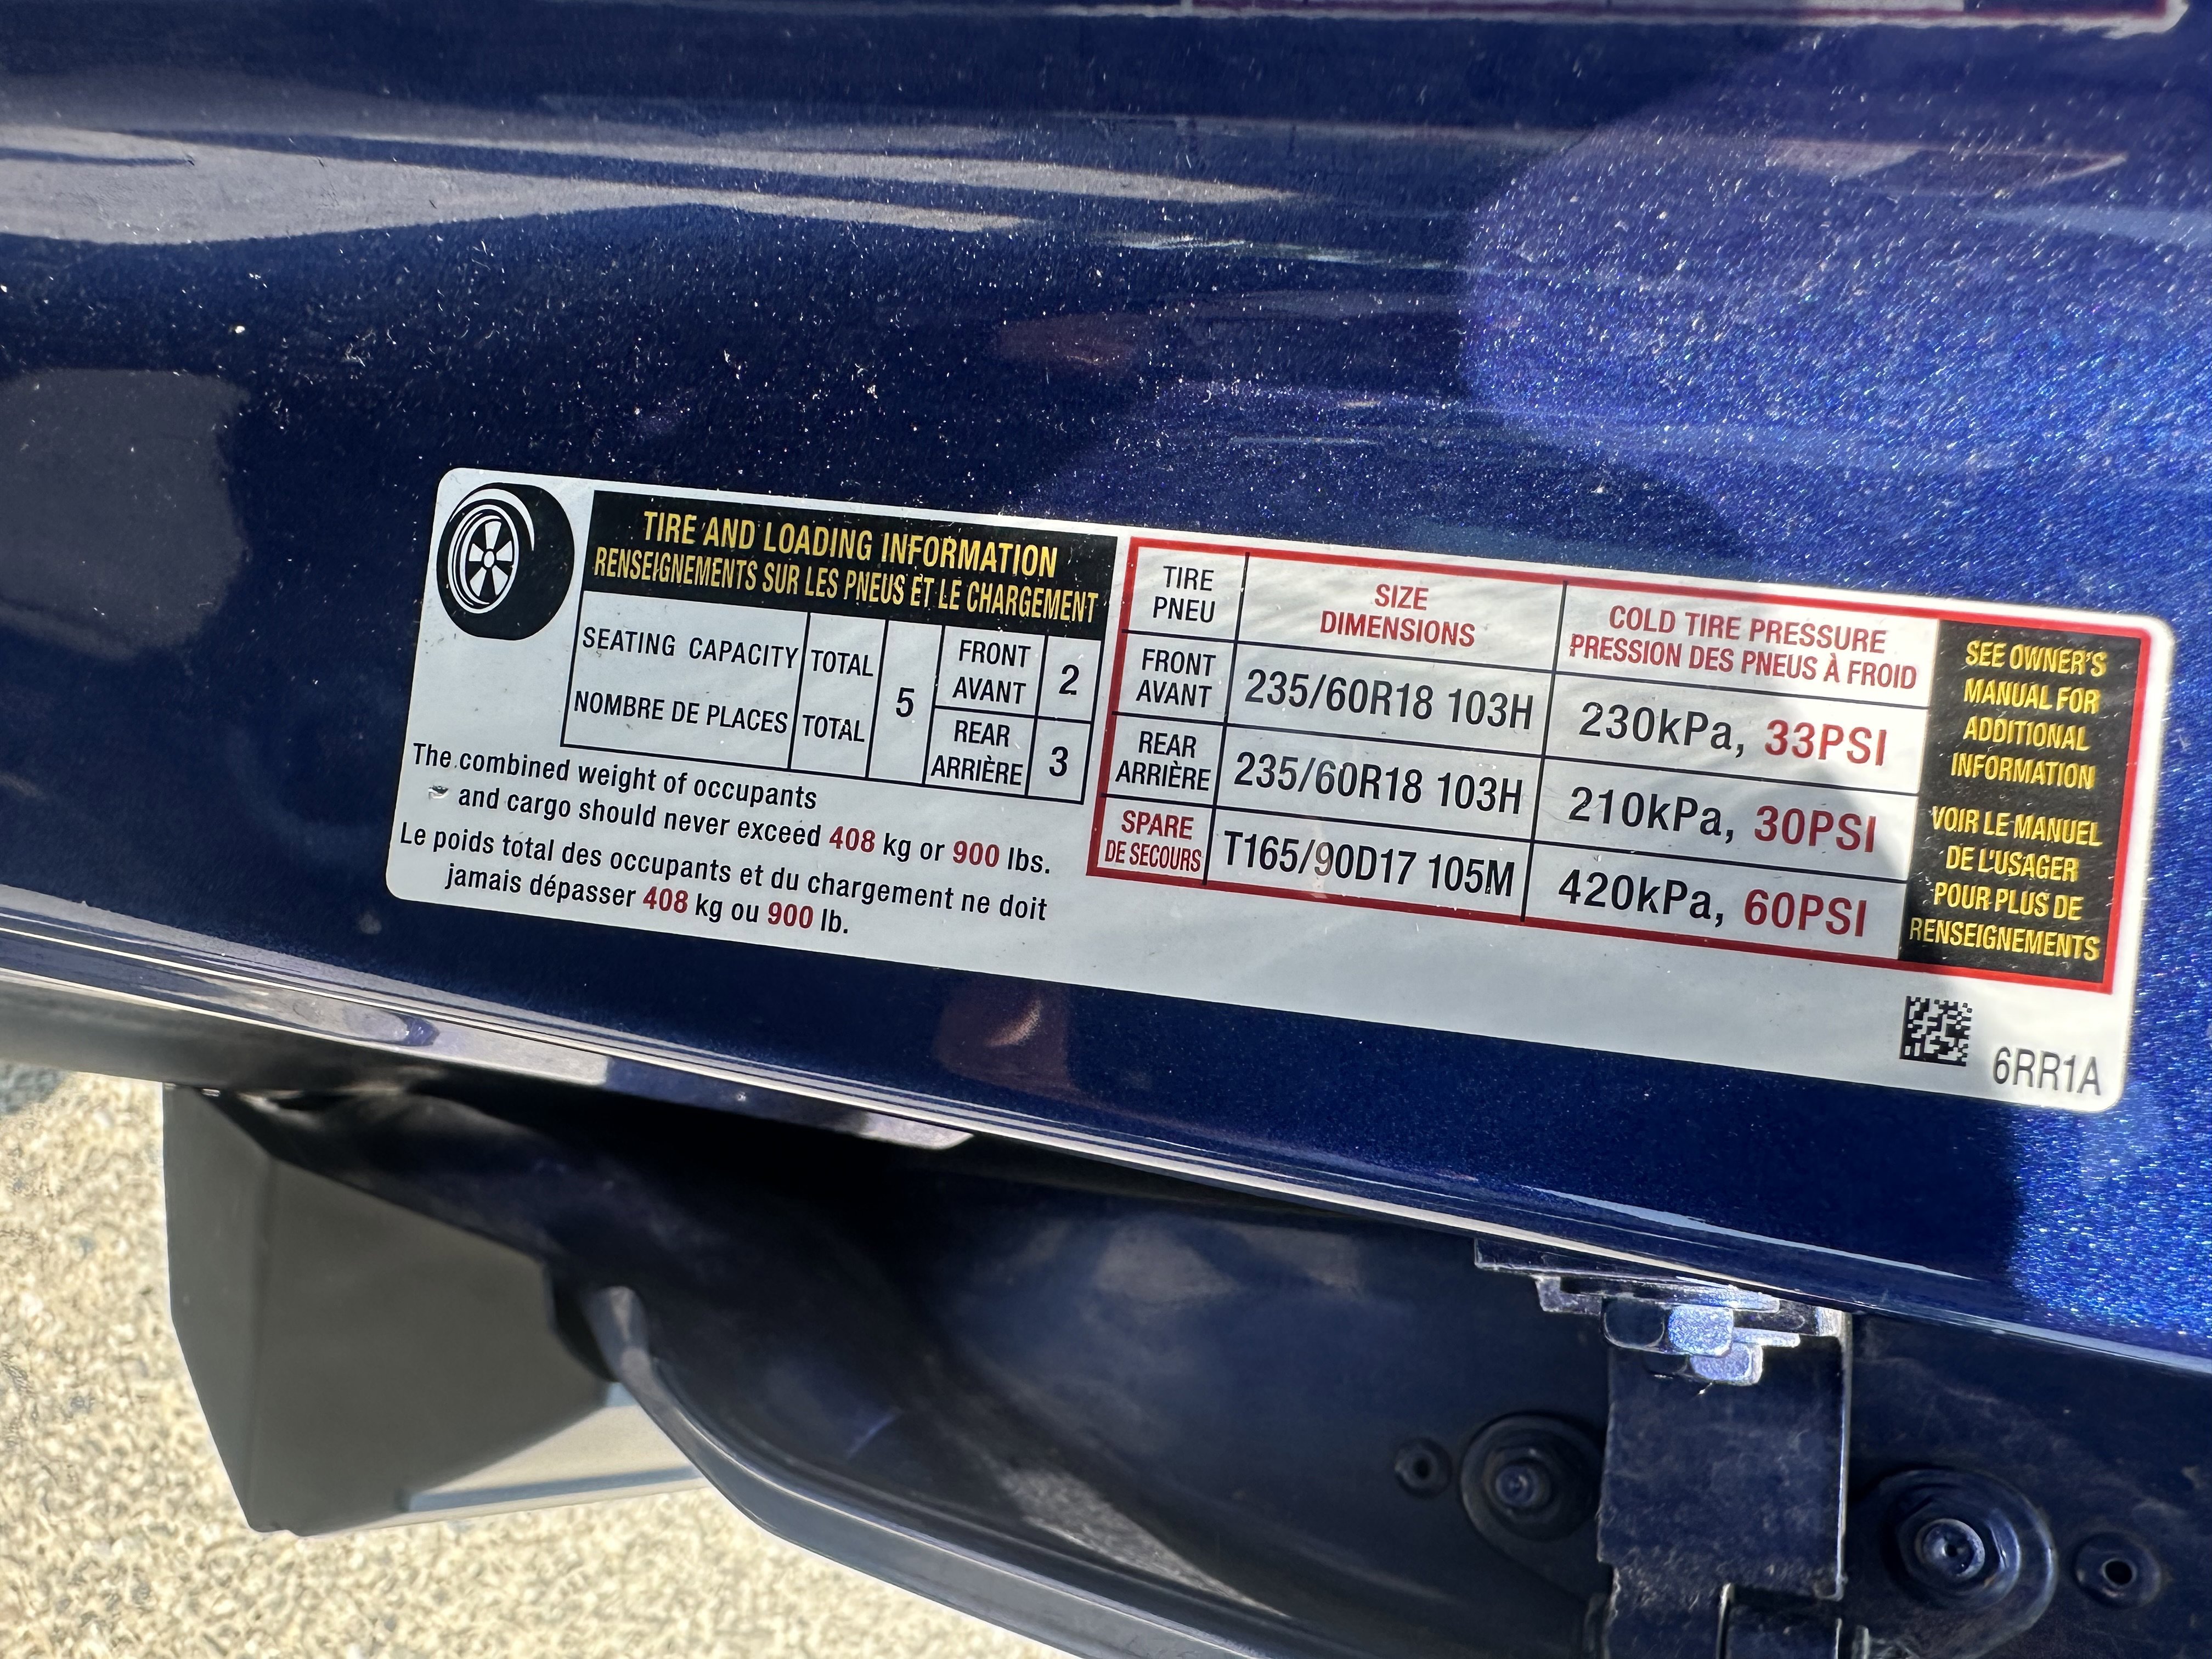 TIRE AND LOADING INFORMATION
RENSEIGNEMENTS SUR LES PNEUS ET LE CHARGEMENT
SEATING CAPACITY TOTAL 5 FRONT 2
AVANT
NOMBRE DE PLACES TOTAL REAR 3
ARRIÈRE
The combined weight of occupants
and cargo should never exceed 408 kg or 900 lbs.
Le poids total des occupants et du chargement ne doit
jamais dépasser 408 kg ou 900 lb.
TIRE SIZE COLD TIRE PRESSURE
PNEU DIMENSIONS PRESSION DES PNEUS À FROID
FRONT 235/60R18 103H 230kPa, 33PSI
AVANT
REAR 235/60R18 103H 210kPa, 30PSI
ARRIÈRE
SPARE T165/90D17 105M 420kPa, 60PSI
DE SECOURS
SEE OWNER'S
MANUAL FOR
ADDITIONAL
INFORMATION
VOIR LE MANUEL
DE L'USAGER
POUR PLUS DE
RENSEIGNEMENTS
6RR1A